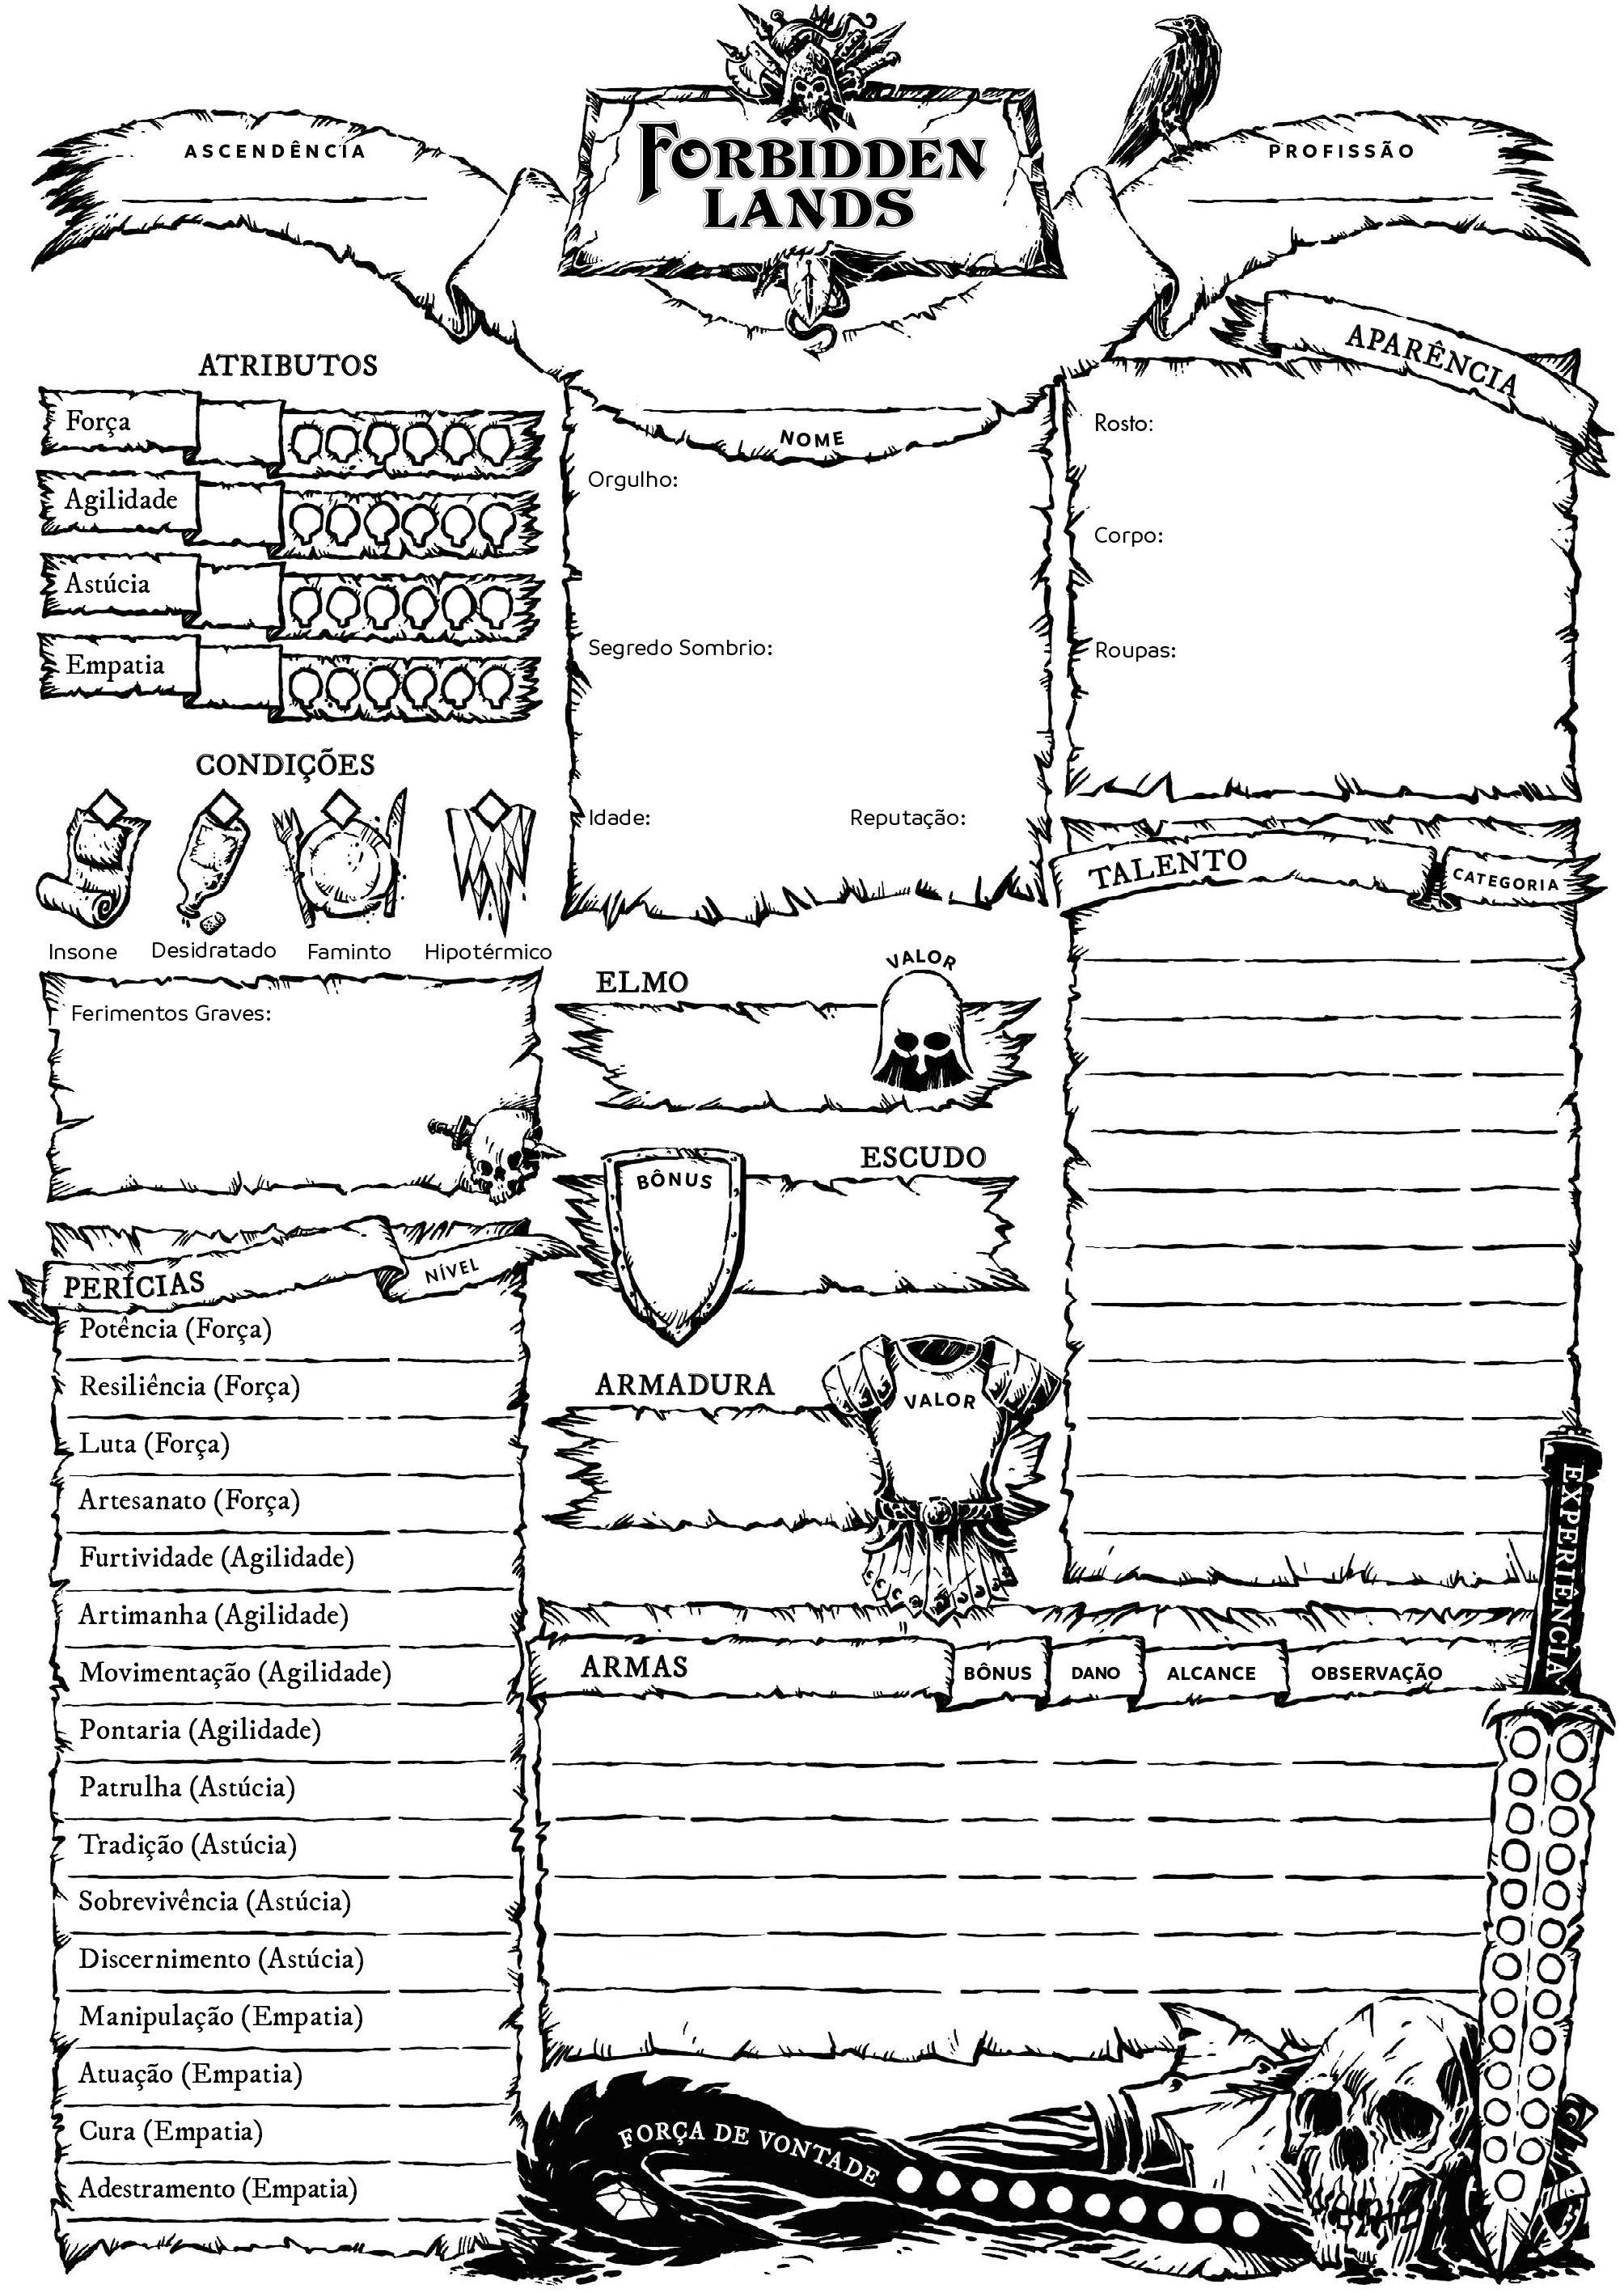 ASCENDÊNCIA
FORBIDDEN
LANDS
PROFISSÃO
NOME
ATRIBUTOS
Força
Agilidade
Astúcia
Empatia
CONDIÇÕES
Insone
Desidratado
Faminto
Hipotérmico
Ferimentos Graves:
PERÍCIAS
NÍVEL
Potência (Força)
Resiliência (Força)
Luta (Força)
Artesanato (Força)
Furtividade (Agilidade)
Artimanha (Agilidade)
Movimentação (Agilidade)
Pontaria (Agilidade)
Patrulha (Astúcia)
Tradição (Astúcia)
Sobrevivência (Astúcia)
Discernimento (Astúcia)
Manipulação (Empatia)
Atuação (Empatia)
Cura (Empatia)
Adestramento (Empatia)
Orgulho:
Segredo Sombrio:
Idade:
Reputação:
ELMO
VALOR
ESCUDO
BÔNUS
ARMADURA
VALOR
APARÊNCIA
Rosto:
Corpo:
Roupas:
TALENTO
CATEGORIA
ARMAS
BÔNUS
DANO
ALCANCE
OBSERVAÇÃO
EXPERIÊNCIA
FORÇA DE VONTADE